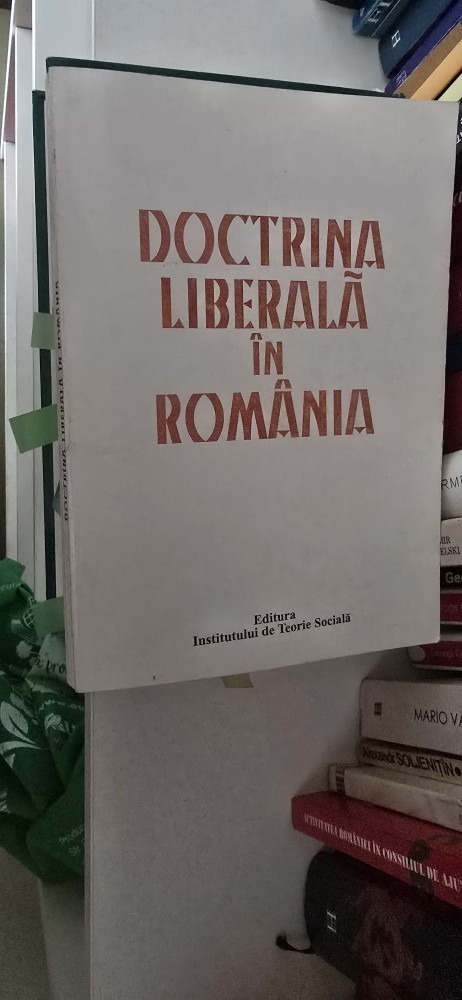 DOCTRINA
LIBERALĂ
ÎN
ROMÂNIA
Editura
Institutului de Teorie Socială
DOCTRINA LIBERALĂ ÎN ROMÂNIA
MARIO VA
Alexandr SOLJENIȚÎN
ACTIVITATEA ROMÂNIEI ÎN CONSILIUL DE AJU
H
H